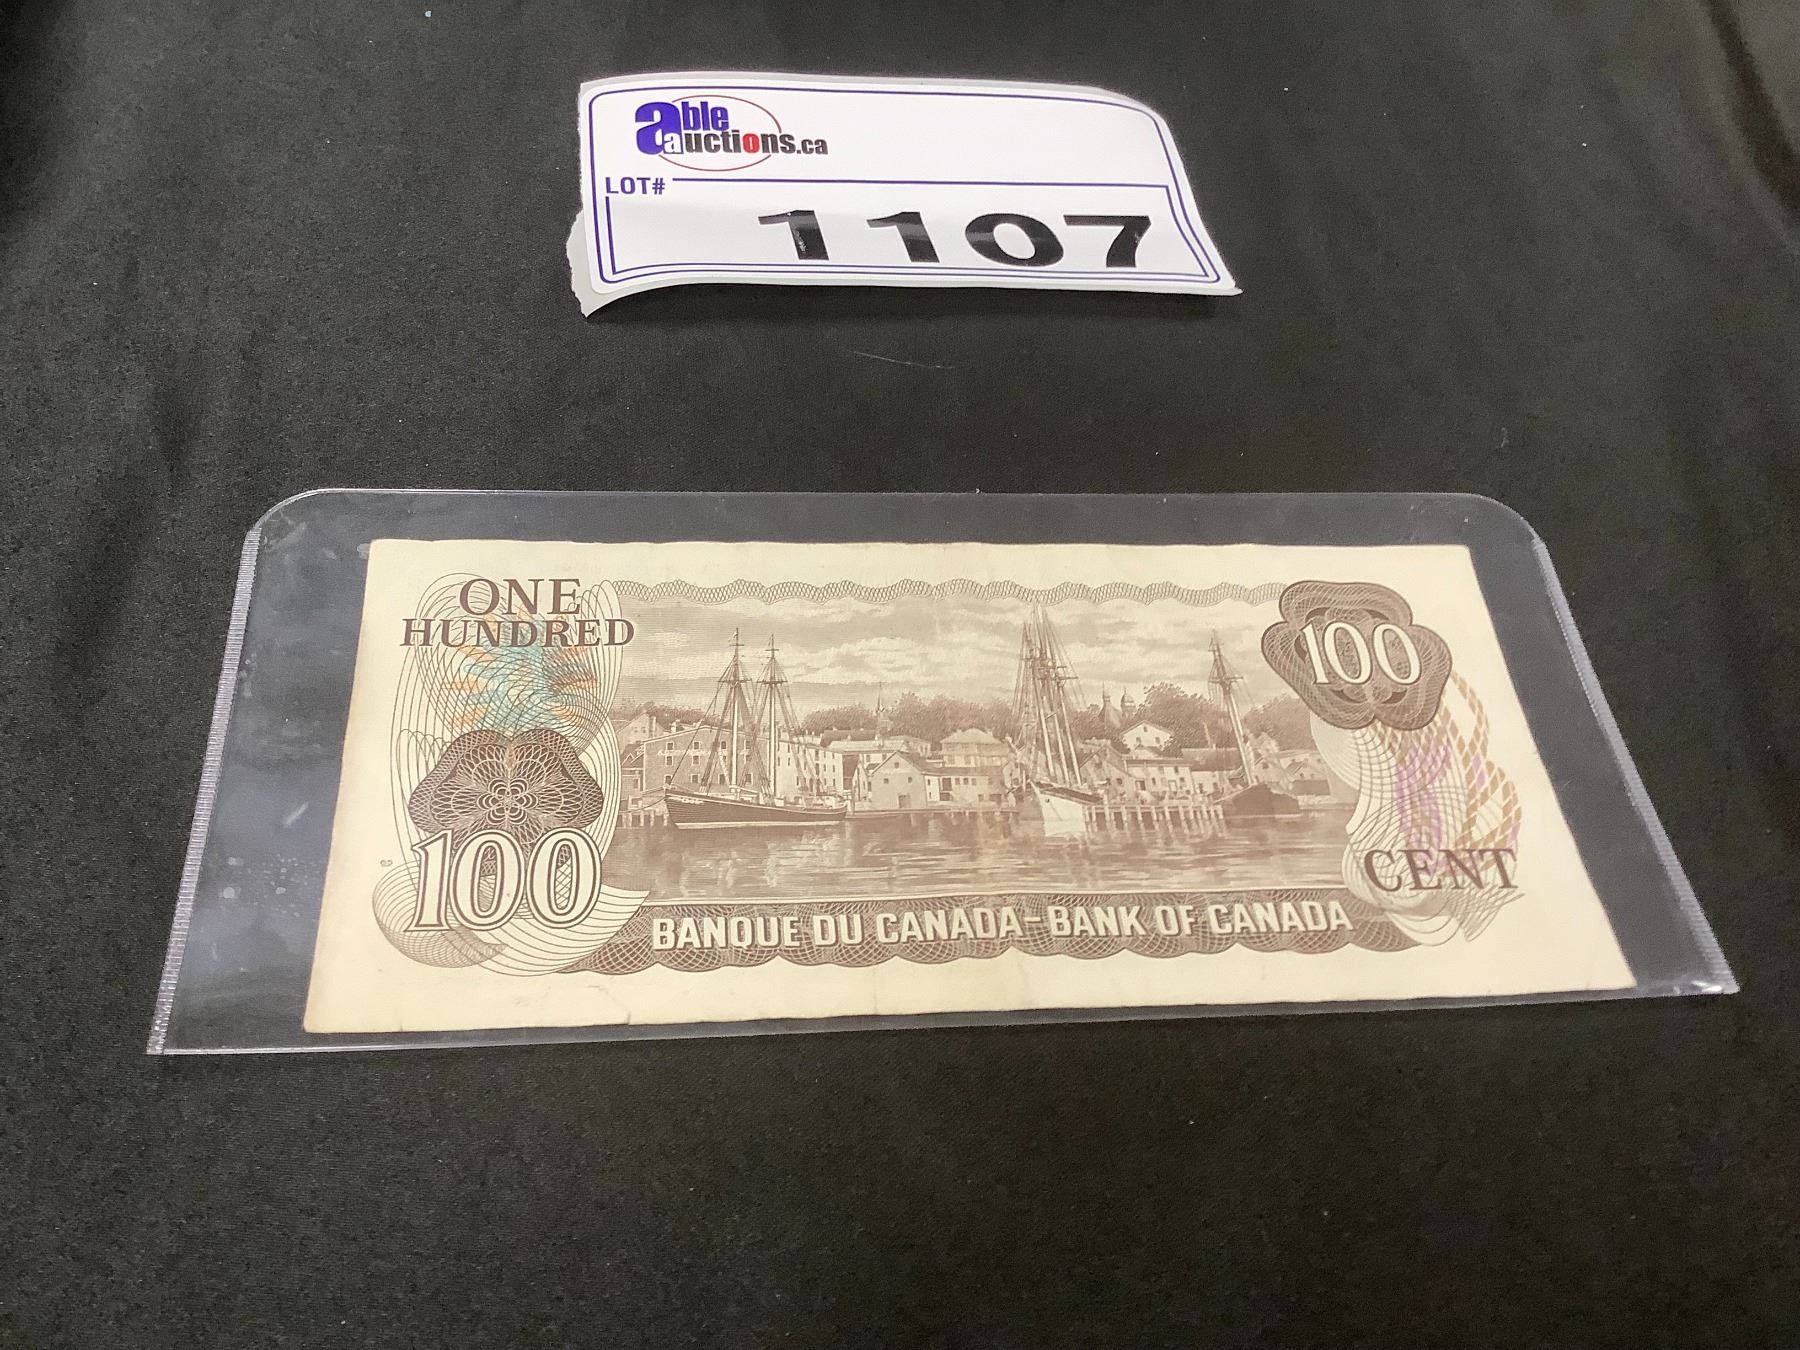 able
auctions.ca
LOT#
1107
ONE
HUNDRED
100
100
CENT
BANQUE DU CANADA-BANK OF CANADA